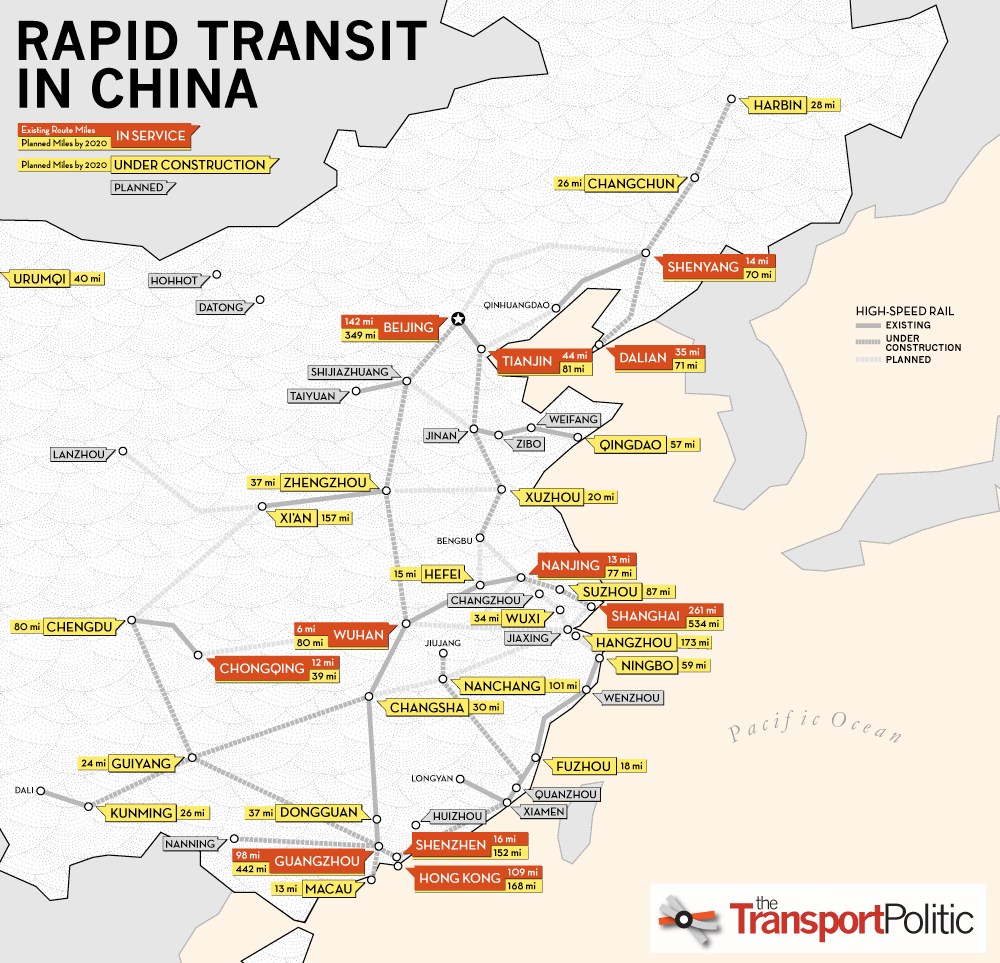 RAPID TRANSIT
IN CHINA
Existing Route Miles
Planned Miles by 2020
IN SERVICE
Planned Miles by 2020
UNDER CONSTRUCTION
PLANNED
HARBIN 28 mi
26 mi CHANGCHUN
SHENYANG 14 mi
70 mi
URUMQI 40 mi
HOHHOT
DATONG
QINHUANGDAO
HIGH-SPEED RAIL
EXISTING
UNDER
CONSTRUCTION
PLANNED
142 mi
349 mi
BEIJING
TIANJIN 44 mi
81 mi
DALIAN 35 mi
71 mi
SHIJIAZHUANG
TAIYUAN
WEIFANG
JINAN
ZIBO
QINGDAO 57 mi
LANZHOU
37 mi ZHENGZHOU
XUZHOU 20 mi
XI'AN 157 mi
BENGBU
15 mi HEFEI
NANJING 13 mi
77 mi
CHANGZHOU
SUZHOU 87 mi
34 mi WUXI
SHANGHAI 261 mi
534 mi
80 mi CHENGDU
6 mi
80 mi
WUHAN
JIAXING
HANGZHOU 173 mi
JIUJIANG
CHONGQING 12 mi
39 mi
NINGBO 59 mi
NANCHANG 101 mi
WENZHOU
CHANGSHA 30 mi
Pacific Ocean
24 mi GUIYANG
FUZHOU 18 mi
LONGYAN
DALI
QUANZHOU
KUNMING 26 mi
37 mi DONGGUAN
HUIZHOU
XIAMEN
NANNING
SHENZHEN 16 mi
152 mi
98 mi
442 mi
GUANGZHOU
HONG KONG 109 mi
168 mi
13 mi MACAU
the
TransportPolitic